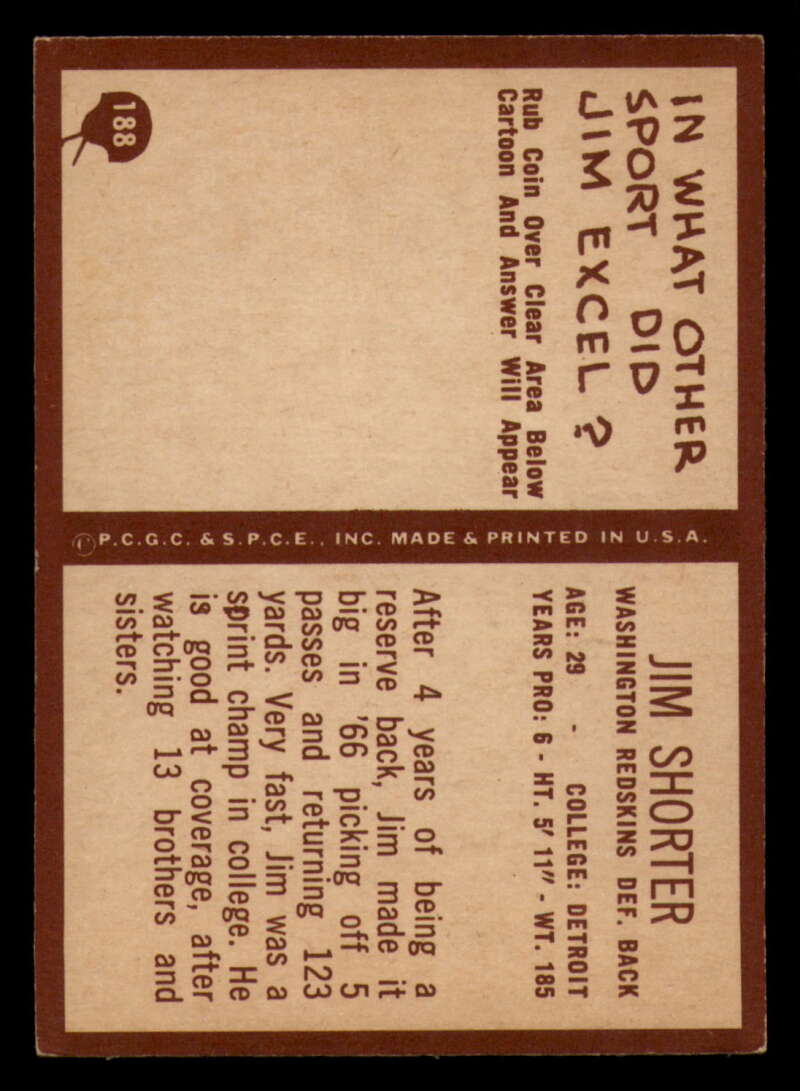 IN WHAT OTHER
SPORT DID
JIM EXCEL?
Rub Coin Over Clear Area Below
Cartoon And Answer Will Appear
188
©P.C.G.C. & S.P.C.E., INC. MADE & PRINTED IN U.S.A.
JIM SHORTER
WASHINGTON REDSKINS DEF. BACK
AGE: 29 - COLLEGE: DETROIT
YEARS PRO: 6 - HT. 5' 11" - WT. 185
After 4 years of being a
reserve back, Jim made it
big in '66 picking off 5
passes and returning 123
yards. Very fast, Jim was a
sprint champ in college. He
is good at coverage, after
watching 13 brothers and
sisters.